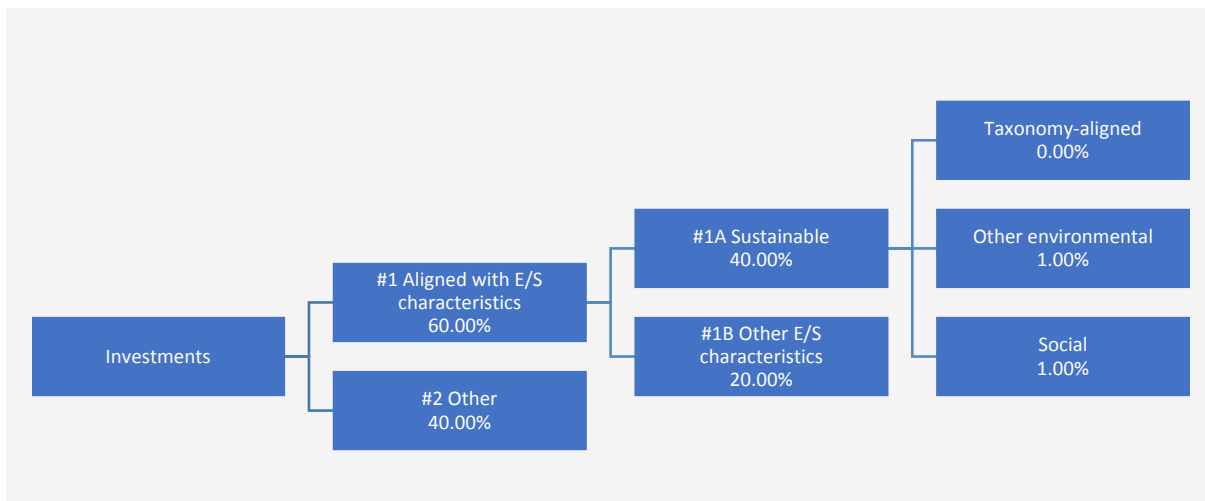 Investments
#1 Aligned with E/S
characteristics
60.00%
#2 Other
40.00%
#1A Sustainable
40.00%
#1B Other E/S
characteristics
20.00%
Taxonomy-aligned
0.00%
Other environmental
1.00%
Social
1.00%